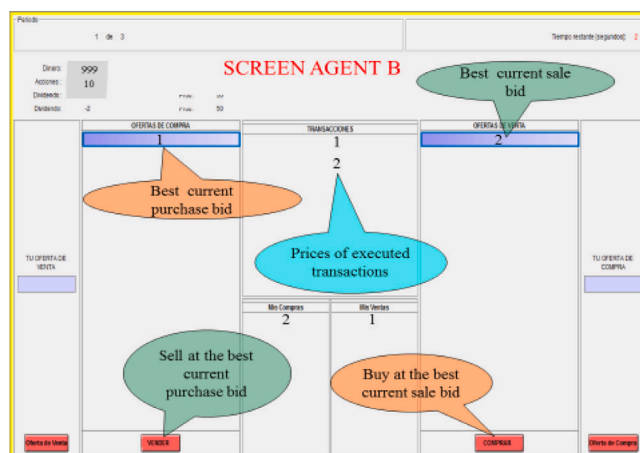 Periodo
1 de 3
Tiempo restante [segundos]: 2
SCREEN AGENT B
Dinero: 999
Acciones: 10
Dividendo:
Dividendo: -2 50
Best current sale
bid
OFERTAS DE COMPRA
1
TRANSACCIONES
1
2
OFERTAS DE VENTA
2
Best current
purchase bid
Prices of executed
transactions
TU OFERTA DE
VENTA
TU OFERTA DE
COMPRA
Mis Compras
2
Mis Ventas
1
Sell at the best
current
purchase bid
Buy at the best
current sale bid
Oferta de Venta
VENDER
COMPRAR
Oferta de Compra